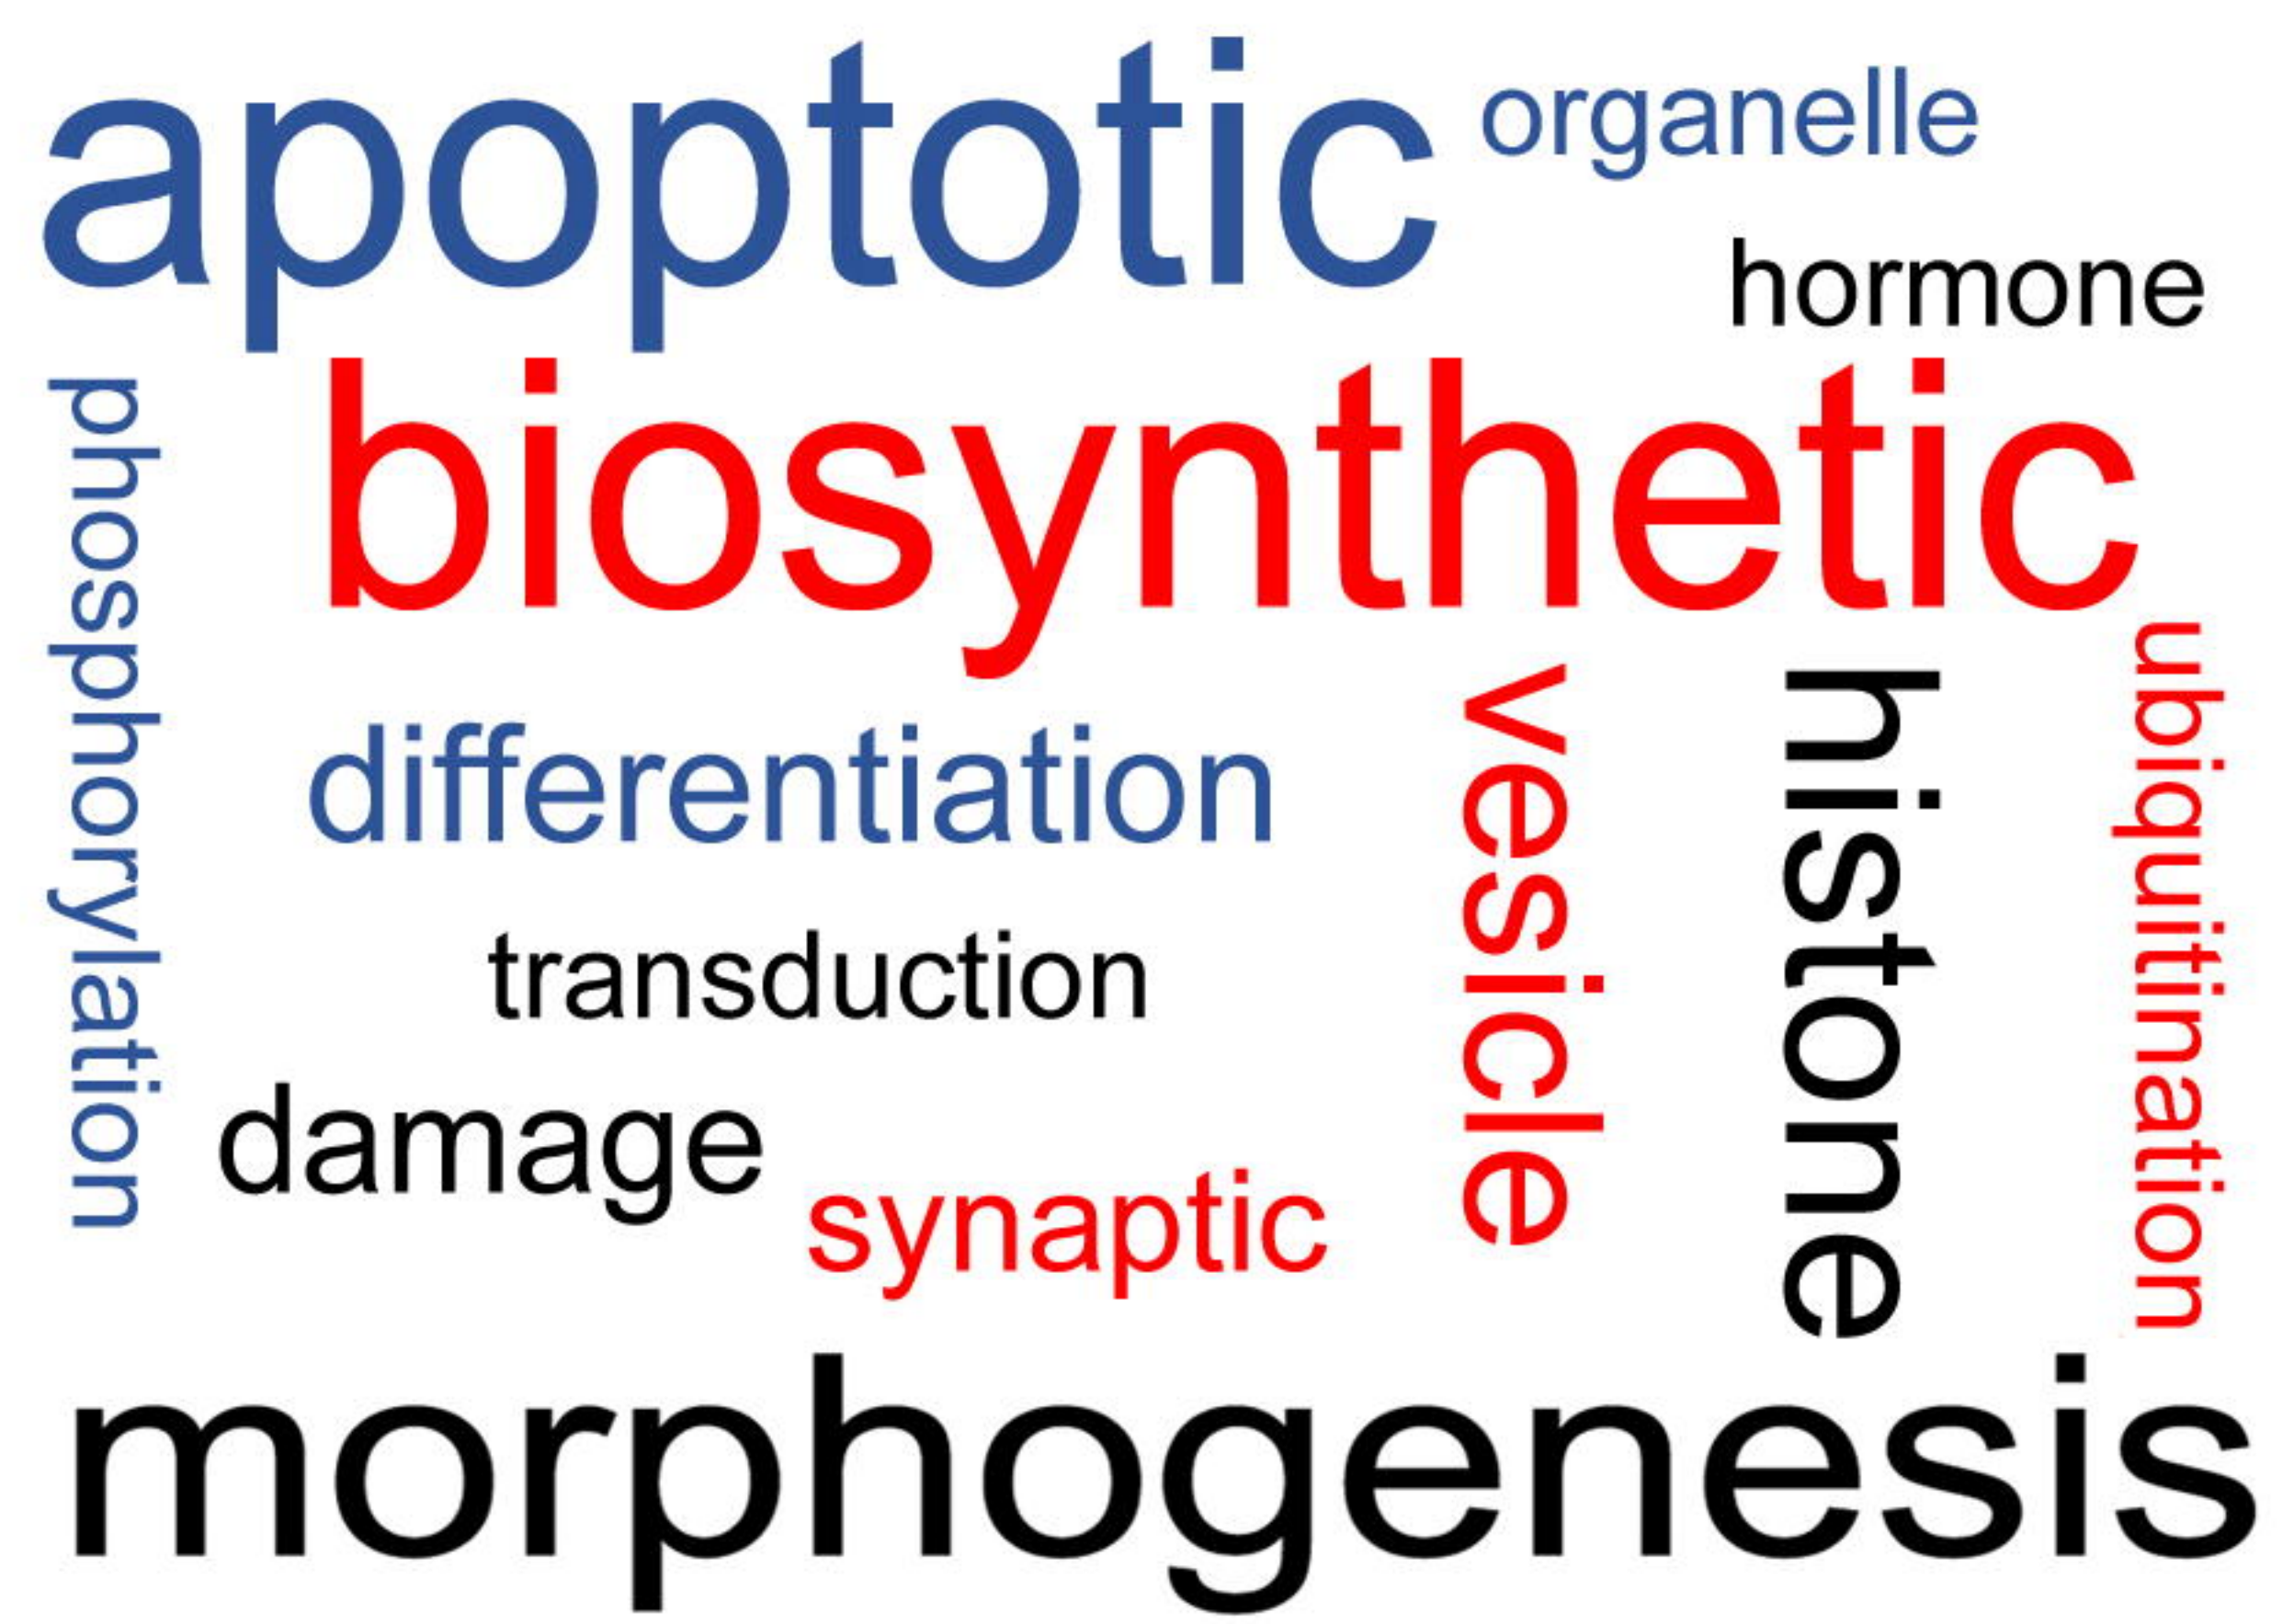 apoptotic
organelle
hormone
biosynthetic
phosphorylation
differentiation
vesicle
histone
ubiquitination
transduction
damage
synaptic
morphogenesis